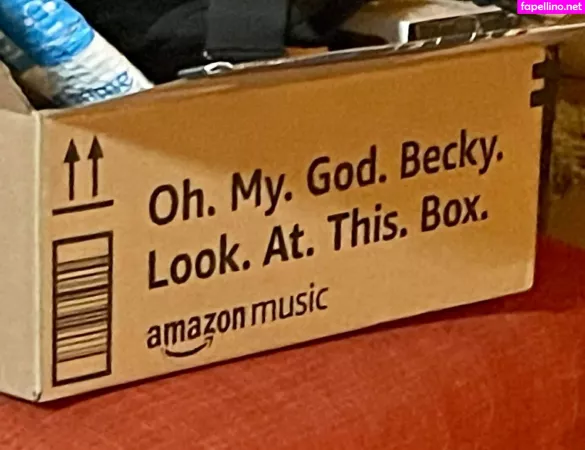 fapellino.net
Oh. My. God. Becky.
Look. At. This. Box.
amazon music